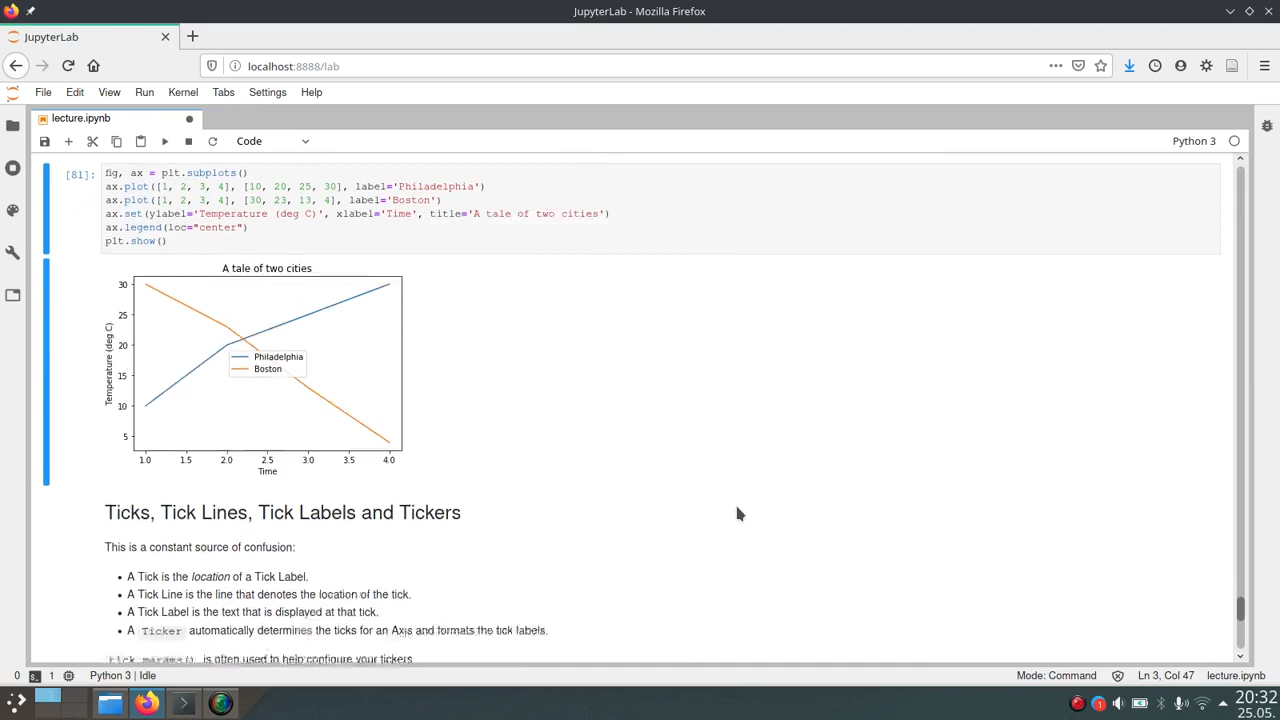 JupyterLab - Mozilla Firefox
JupyterLab
localhost:8888/lab
File Edit View Run Kernel Tabs Settings Help
lecture.ipynb
Code
Python 3
[81]:
fig, ax = plt.subplots()
ax.plot([1, 2, 3, 4], [10, 20, 25, 30], label='Philadelphia')
ax.plot([1, 2, 3, 4], [30, 23, 13, 4], label='Boston')
ax.set(ylabel='Temperature (deg C)', xlabel='Time', title='A tale of two cities')
ax.legend(loc="center")
plt.show()
A tale of two cities
Temperature (deg C)
30
25
20
15
10
5
Philadelphia
Boston
1.0 1.5 2.0 2.5 3.0 3.5 4.0
Time
Ticks, Tick Lines, Tick Labels and Tickers
This is a constant source of confusion:
• A Tick is the location of a Tick Label.
• A Tick Line is the line that denotes the location of the tick.
• A Tick Label is the text that is displayed at that tick.
• A Ticker automatically determines the ticks for an Axis and formats the tick labels.
is often used to help configure your tickers
0 1 Python 3 | Idle
Mode: Command Ln 3, Col 47 lecture.ipynb
1
20:32
25.05.